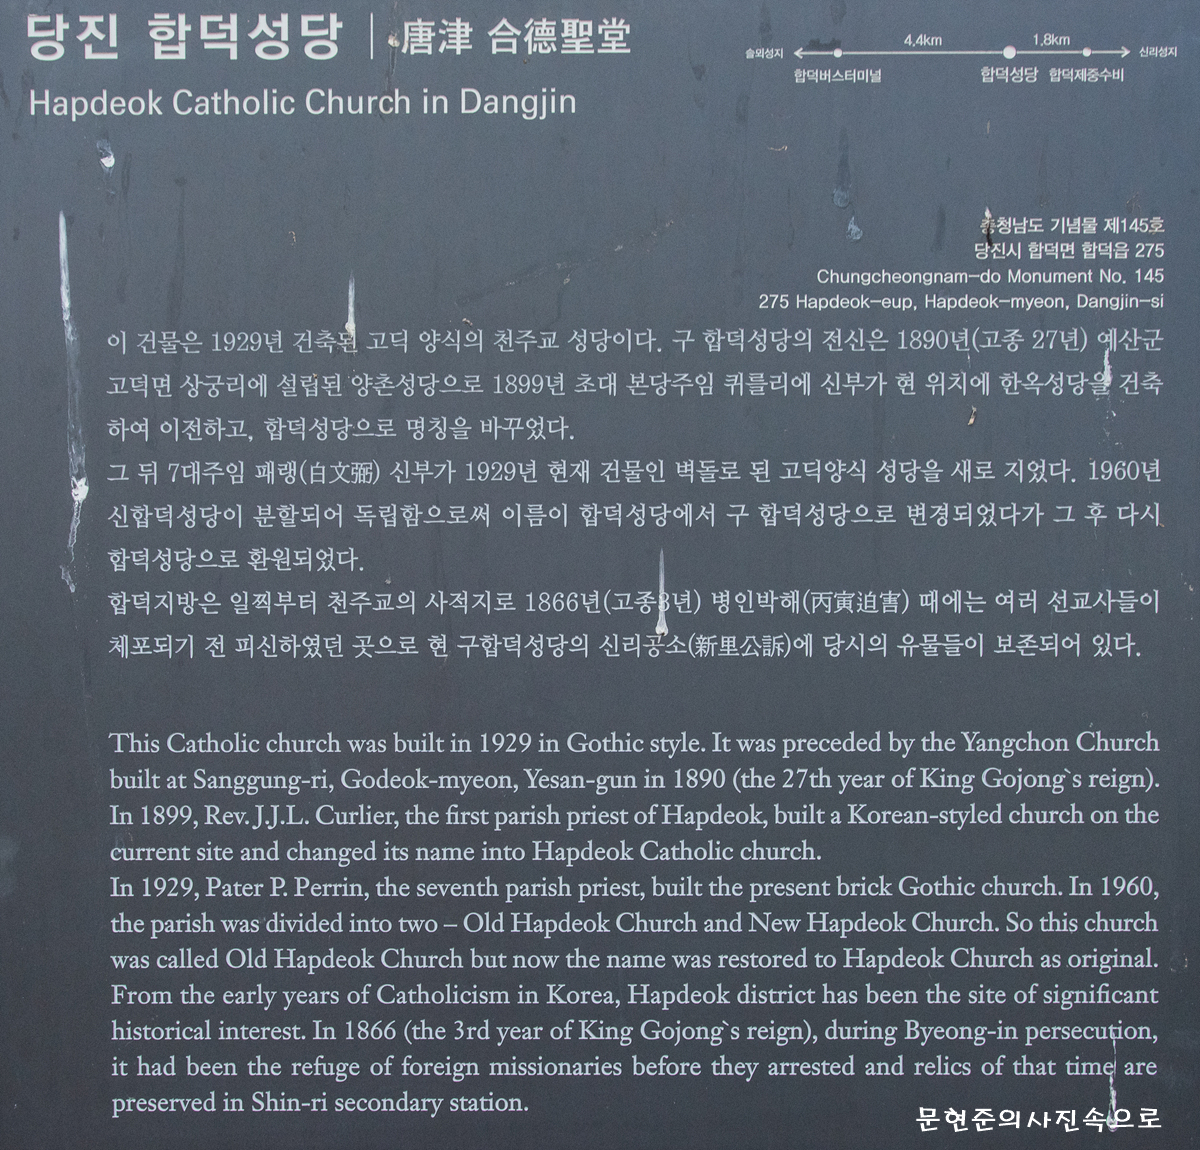 당진 합덕성당 | 唐津 合德聖堂
Hapdeok Catholic Church in Dangjin
4.4km 1.8km
솔뫼성지 신리성지
합덕버스터미널 합덕성당 합덕제중수비
충청남도 기념물 제145호
당진시 합덕면 합덕읍 275
Chungcheongnam-do Monument No. 145
275 Hapdeok-eup, Hapdeok-myeon, Dangjin-si
이 건물은 1929년 건축된 고딕 양식의 천주교 성당이다. 구 합덕성당의 전신은 1890년(고종 27년) 예산군
고덕면 상궁리에 설립된 양촌성당으로 1899년 초대 본당주임 퀴를리에 신부가 현 위치에 한옥성당을 건축
하여 이전하고, 합덕성당으로 명칭을 바꾸었다.
그 뒤 7대주임 패랭(白文弼) 신부가 1929년 현재 건물인 벽돌로 된 고딕양식 성당을 새로 지었다. 1960년
신합덕성당이 분할되어 독립함으로써 이름이 합덕성당에서 구 합덕성당으로 변경되었다가 그 후 다시
합덕성당으로 환원되었다.
합덕지방은 일찍부터 천주교의 사적지로 1866년(고종3년) 병인박해(丙寅迫害) 때에는 여러 선교사들이
체포되기 전 피신하였던 곳으로 현 구합덕성당의 신리공소(新里公訴)에 당시의 유물들이 보존되어 있다.
This Catholic church was built in 1929 in Gothic style. It was preceded by the Yangchon Church
built at Sanggung-ri, Godeok-myeon, Yesan-gun in 1890 (the 27th year of King Gojong`s reign).
In 1899, Rev. J.J.L. Curlier, the first parish priest of Hapdeok, built a Korean-styled church on the
current site and changed its name into Hapdeok Catholic church.
In 1929, Pater P. Perrin, the seventh parish priest, built the present brick Gothic church. In 1960,
the parish was divided into two – Old Hapdeok Church and New Hapdeok Church. So this church
was called Old Hapdeok Church but now the name was restored to Hapdeok Church as original.
From the early years of Catholicism in Korea, Hapdeok district has been the site of significant
historical interest. In 1866 (the 3rd year of King Gojong`s reign), during Byeong-in persecution,
it had been the refuge of foreign missionaries before they arrested and relics of that time are
preserved in Shin-ri secondary station.
문현준의사진속으로